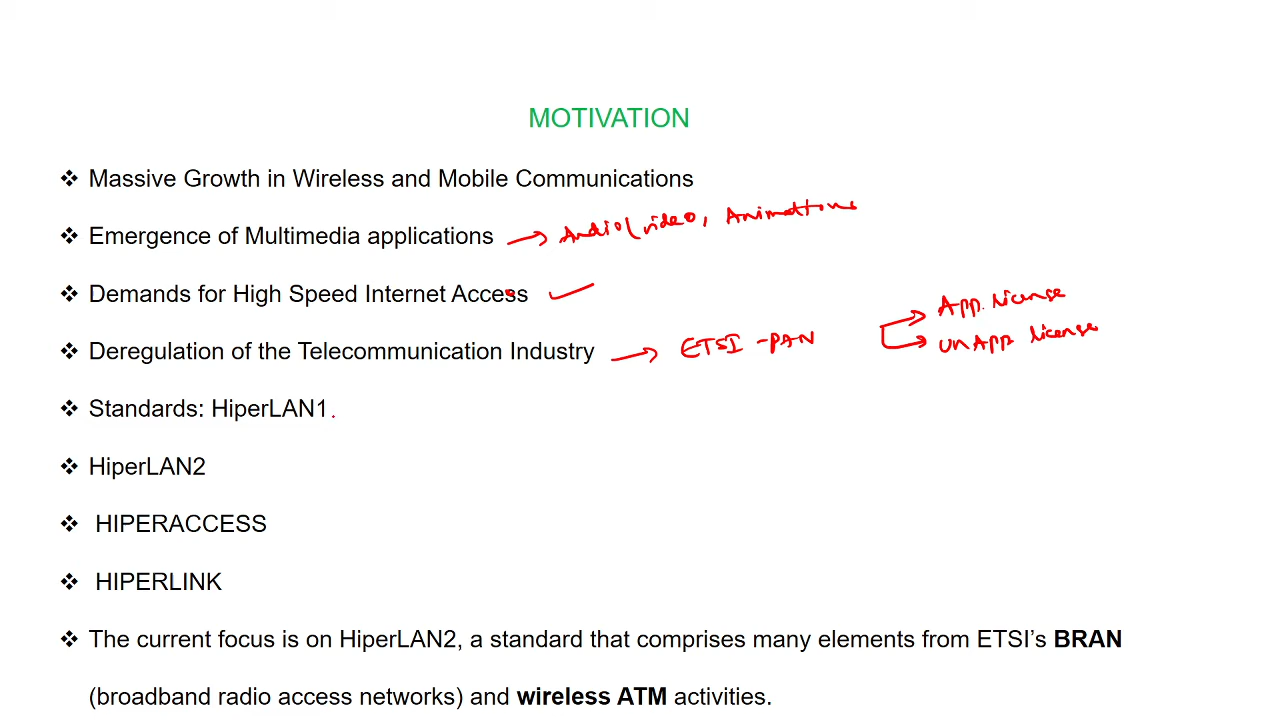 MOTIVATION
❖ Massive Growth in Wireless and Mobile Communications
❖ Emergence of Multimedia applications → Audio/video, Animations
❖ Demands for High Speed Internet Access ✓
❖ Deregulation of the Telecommunication Industry → ETSI -PAN
→ App. license
→ unApp license
❖ Standards: HiperLAN1.
❖ HiperLAN2
❖ HIPERACCESS
❖ HIPERLINK
❖ The current focus is on HiperLAN2, a standard that comprises many elements from ETSI’s BRAN
(broadband radio access networks) and wireless ATM activities.